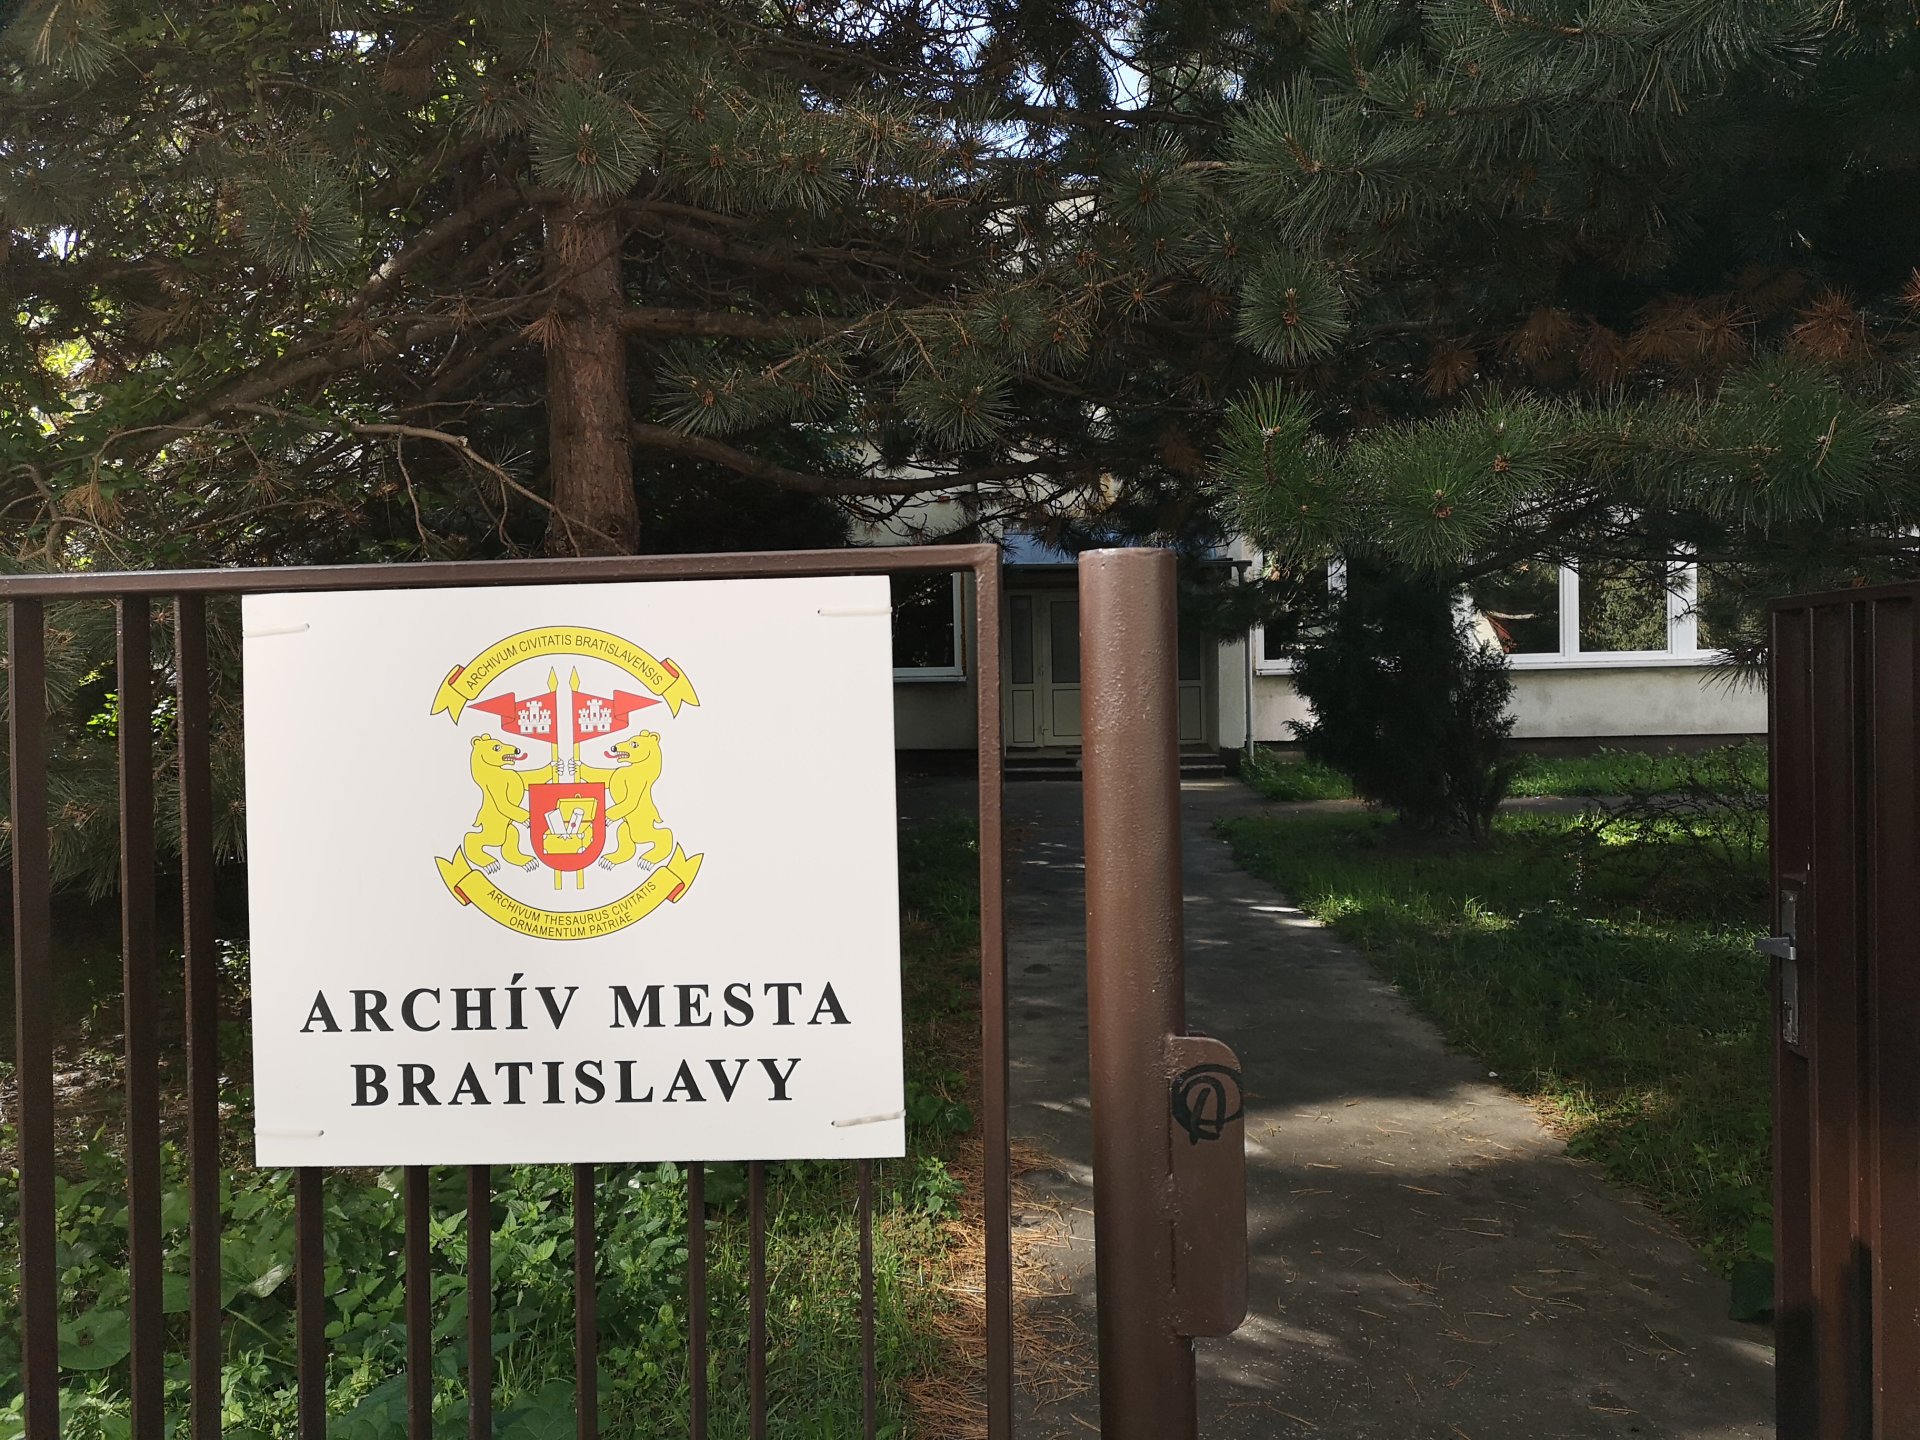 ARCHIVUM CIVITATIS BRATISLAVENSIS
ARCHIVUM THESAURUS CIVITATIS
ORNAMENTUM PATRIAE
ARCHÍV MESTA
BRATISLAVY